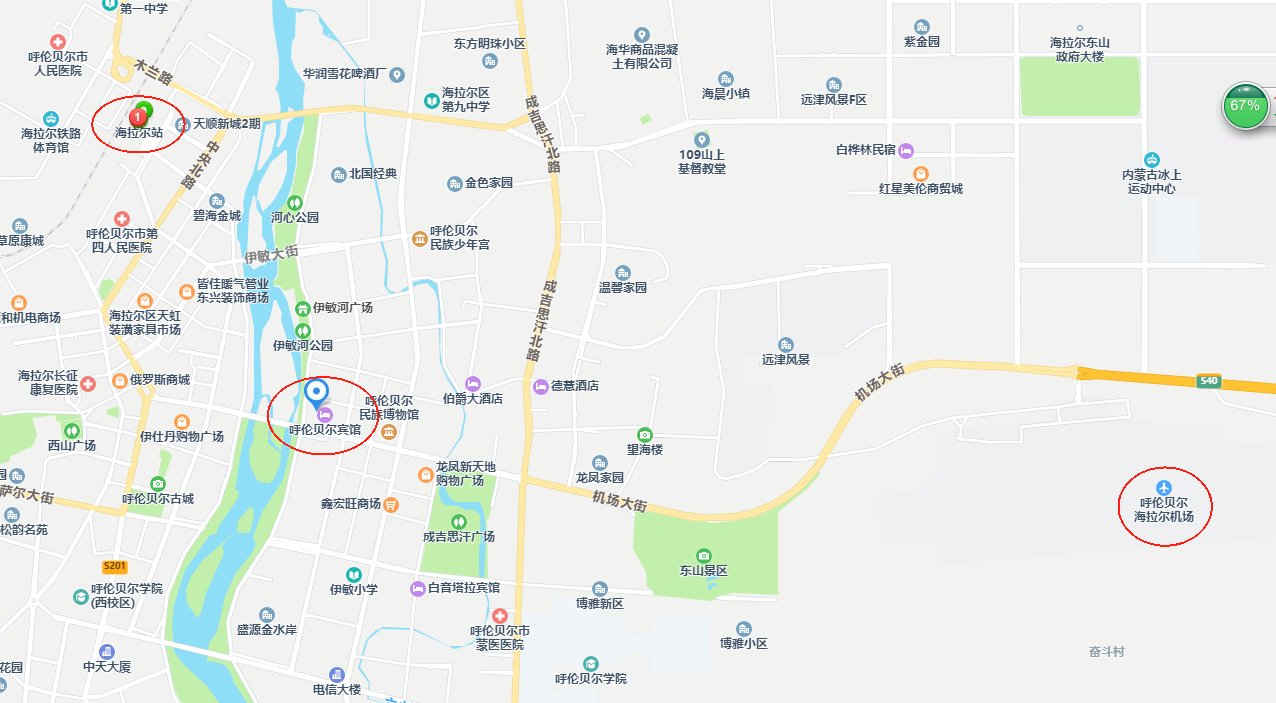 第一中学
呼伦贝尔市
人民医院
木兰路
华润雪花啤酒厂
东方明珠小区
海华商品混凝
土有限公司
紫金园
海拉尔东山
政府大楼
海拉尔区
第九中学
海晨小镇
远津风景F区
67%
1
海拉尔站
天顺新城2期
海拉尔铁路
体育馆
中央北路
成吉思汗北路
109山上
基督教堂
白桦林民宿
红星美伦商贸城
内蒙古冰上
运动中心
北国经典
金色家园
碧海金城
河心公园
草原康城
呼伦贝尔市第
四人民医院
呼伦贝尔
民族少年宫
伊敏大街
温馨家园
皆佳暖气管业
东兴装饰商场
和机电商场
海拉尔区天虹
装潢家具市场
伊敏河广场
伊敏河公园
成吉思汗北路
远津风景
海拉尔长征
康复医院
俄罗斯商城
伯爵大酒店
德薏酒店
机场大街
S40
呼伦贝尔
民族博物馆
呼伦贝尔宾馆
西山广场
伊仕丹购物广场
望海楼
龙凤新天地
购物广场
龙凤家园
园
萨尔大街
呼伦贝尔古城
鑫宏旺商场
机场大街
呼伦贝尔
海拉尔机场
松韵名苑
成吉思汗广场
S201
东山景区
呼伦贝尔学院
(西校区)
伊敏小学
白音塔拉宾馆
博雅新区
盛源金水岸
呼伦贝尔市
蒙医医院
博雅小区
奋斗村
花园
中天大厦
电信大楼
呼伦贝尔学院